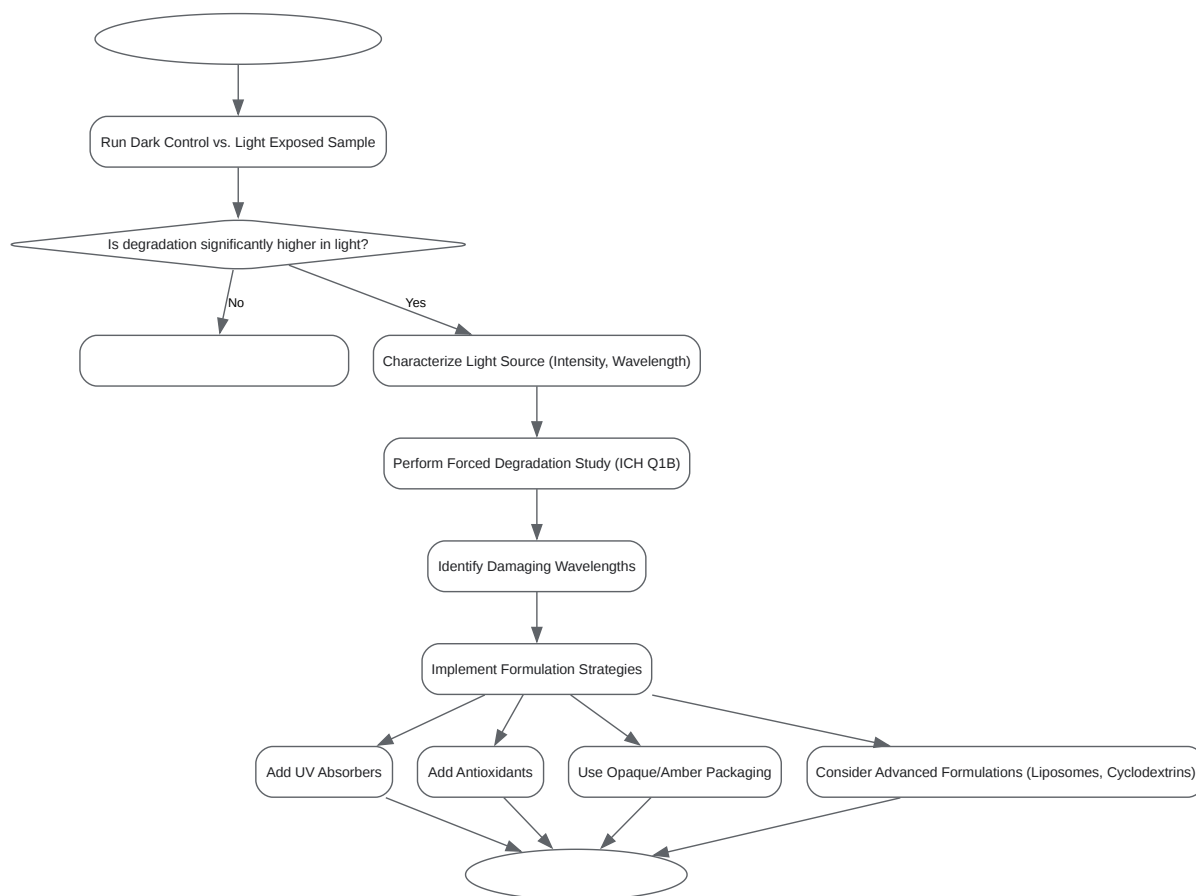 Run Dark Control vs. Light Exposed Sample
Is degradation significantly higher in light?
No
Yes
Characterize Light Source (Intensity, Wavelength)
Perform Forced Degradation Study (ICH Q1B)
Identify Damaging Wavelengths
Implement Formulation Strategies
Add UV Absorbers
Add Antioxidants
Use Opaque/Amber Packaging
Consider Advanced Formulations (Liposomes, Cyclodextrins)